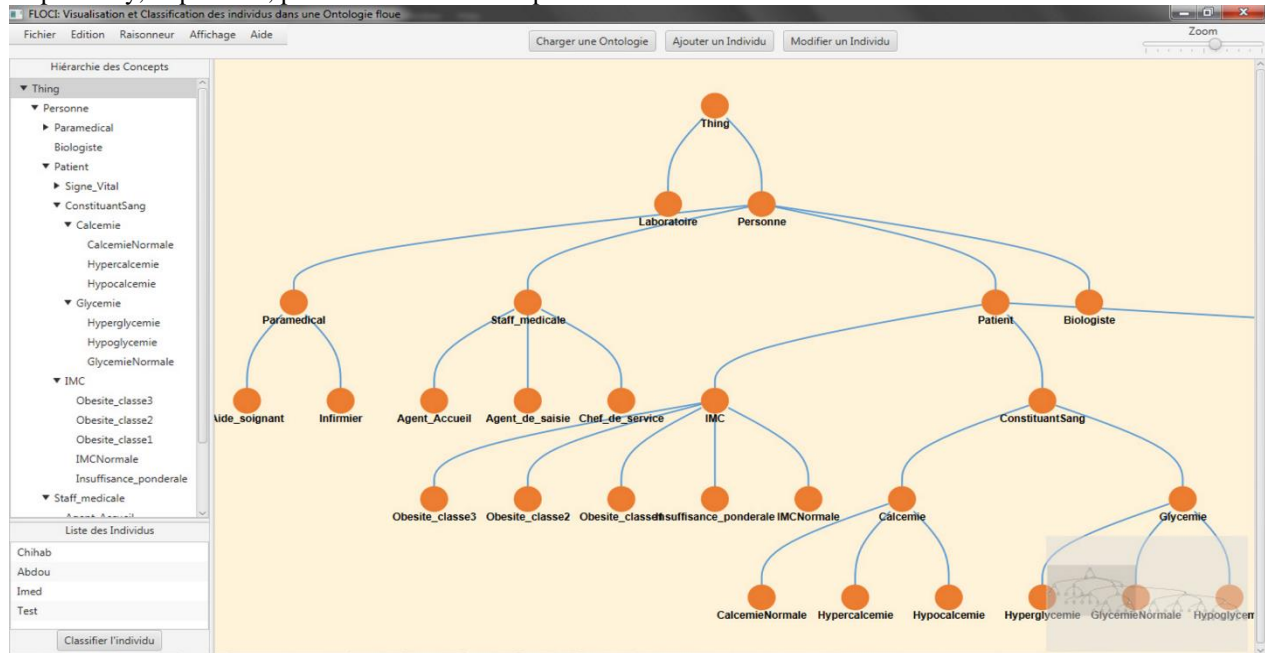 FLOCI: Visualisation et Classification des individus dans une Ontologie floue
Fichier Edition Raisonneur Affichage Aide
Charger une Ontologie
Ajouter un Individu
Modifier un Individu
Zoom
Hiérarchie des Concepts
Thing
Personne
Paramedical
Biologiste
Patient
Signe_Vital
ConstituantSang
Calcemie
CalcemieNormale
Hypercalcemie
Hypocalcemie
Glycemie
Hyperglycemie
Hypoglycemie
GlycemieNormale
IMC
Obesite_classe3
Obesite_classe2
Obesite_classe1
IMCNormale
Insuffisance_ponderale
Staff_medicale
Liste des Individus
Chihab
Abdou
Imed
Test
Classifier l'individu
Thing
Laboratoire Personne
Paramedical Staff_medicale Patient Biologiste
Aide_soignant Infirmier Agent_Accueil Agent_de_saisie Chef_de_service IMC ConstituantSang
Obesite_classe3 Obesite_classe2 Obesite_classe1 Insuffisance_ponderale IMCNormale Calcemie Glycemie
CalcemieNormale Hypercalcemie Hypocalcemie Hyperglycemie GlycemieNormale Hypoglycem